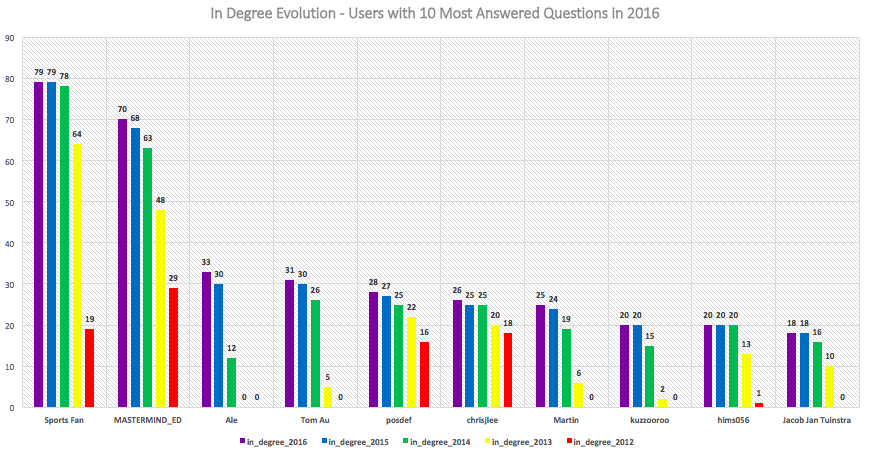 In Degree Evolution - Users with 10 Most Answered Questions in 2016
90
80
70
60
50
40
30
20
10
0
79 79 78 64 19
70 68 63 48 29
33 30 12 0 0
31 30 26 5 0
28 27 25 22 16
26 25 25 20 18
25 24 19 6 0
20 20 15 2 0
20 20 20 13 1
18 18 16 10 0
Sports Fan MASTERMIND_ED Ale Tom Au posdef chrisjlee Martin kuzzooroo hims056 Jacob Jan Tuinstra
in_degree_2016 in_degree_2015 in_degree_2014 in_degree_2013 in_degree_2012